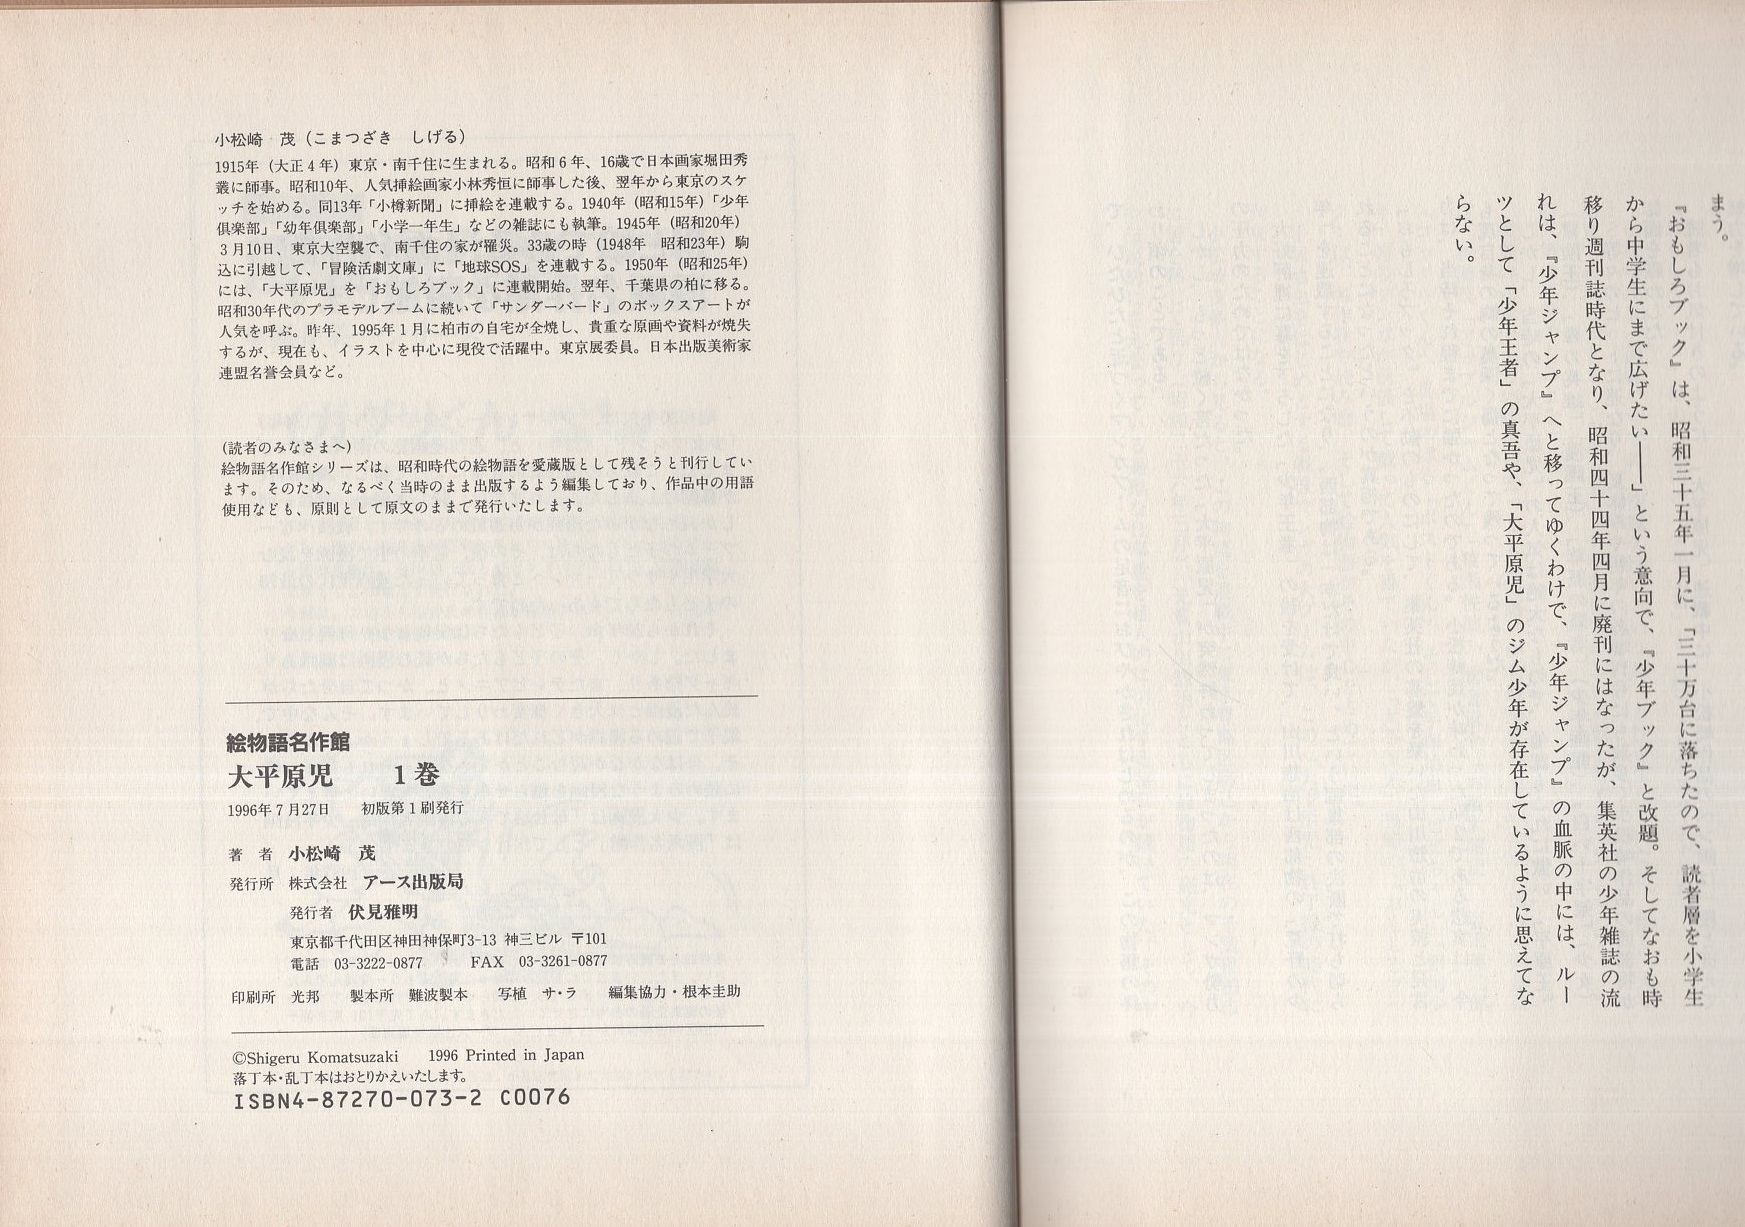 まう。
『おもしろブック』は、昭和三十五年一月に、「三十万台に落ちたので、読者層を小学生
から中学生にまで広げたい――」という意向で、『少年ブック』と改題。そしてなおも時
移り週刊誌時代となり、昭和四十四年四月に廃刊にはなったが、集英社の少年雑誌の流
れは、『少年ジャンプ』へと移ってゆくわけで、『少年ジャンプ』の血脈の中には、ルー
ツとして「少年王者」の真吾や、「大平原児」のジム少年が存在しているように思えてな
らない。
小松崎 茂（こまつざき しげる）
1915年（大正4年）東京・南千住に生まれる。昭和6年、16歳で日本画家堀田秀
叢に師事。昭和10年、人気挿絵画家小林秀恒に師事した後、翌年から東京のスケ
ッチを始める。同13年「小樽新聞」に挿絵を連載する。1940年（昭和15年）「少年
倶楽部」「幼年倶楽部」「小学一年生」などの雑誌にも執筆。1945年（昭和20年）
3月10日、東京大空襲で、南千住の家が罹災。33歳の時（1948年 昭和23年）駒
込に引越して、「冒険活劇文庫」に「地球SOS」を連載する。1950年（昭和25年）
には、「大平原児」を「おもしろブック」に連載開始。翌年、千葉県の柏に移る。
昭和30年代のプラモデルブームに続いて「サンダーバード」のボックスアートが
人気を呼ぶ。昨年、1995年1月に柏市の自宅が全焼し、貴重な原画や資料が焼失
するが、現在も、イラストを中心に現役で活躍中。東京展委員。日本出版美術家
連盟名誉会員など。
（読者のみなさまへ）
絵物語名作館シリーズは、昭和時代の絵物語を愛蔵版として残そうと刊行してい
ます。そのため、なるべく当時のまま出版するよう編集しており、作品中の用語
使用なども、原則として原文のままで発行いたします。
絵物語名作館
大平原児 1巻
1996年7月27日 初版第1刷発行
著 者 小松崎 茂
発行所 株式会社 アース出版局
発行者 伏見雅明
東京都千代田区神田神保町3-13 神三ビル 〒101
電話 03-3222-0877 FAX 03-3261-0877
印刷所 光邦 製本所 難波製本 写植 サ・ラ 編集協力・根本圭助
©Shigeru Komatsuzaki 1996 Printed in Japan
落丁本・乱丁本はおとりかえいたします。
ISBN4-87270-073-2 C0076